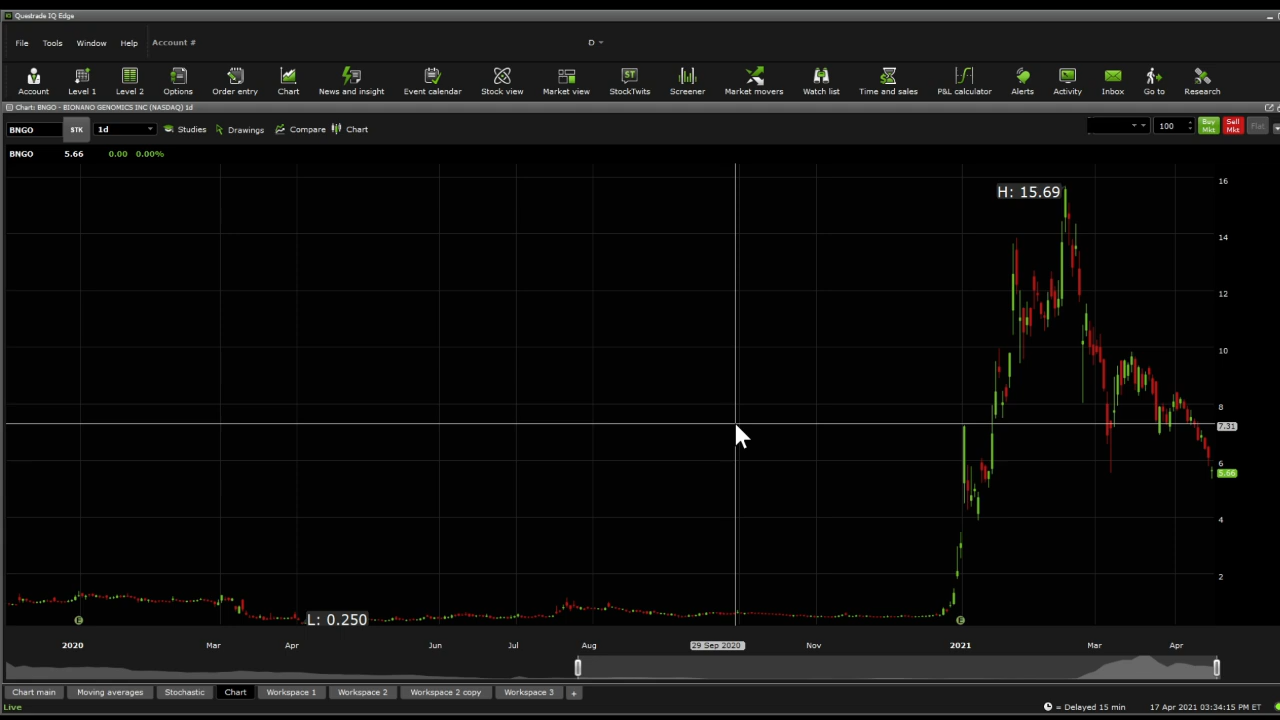 Questrade IQ Edge
File Tools Window Help Account # D
Account Level 1 Level 2 Options Order entry Chart News and insight Event calendar Stock view Market view StockTwits Screener Market movers Watch list Time and sales P&L calculator Alerts Activity Inbox Go to Research
Chart: BNGO - BIONANO GENOMICS INC (NASDAQ) 1d
BNGO STK 1d Studies Drawings Compare Chart 100 Buy Mkt Sell Mkt Flat
BNGO 5.66 0.00 0.00%
16
H: 15.69
14
12
10
8
7.31
6
5.66
4
2
L: 0.250
E E
2020 Mar Apr Jun Jul Aug 29 Sep 2020 Nov 2021 Mar Apr
Chart main Moving averages Stochastic Chart Workspace 1 Workspace 2 Workspace 2 copy Workspace 3 +
Live = Delayed 15 min 17 Apr 2021 03:34:15 PM ET